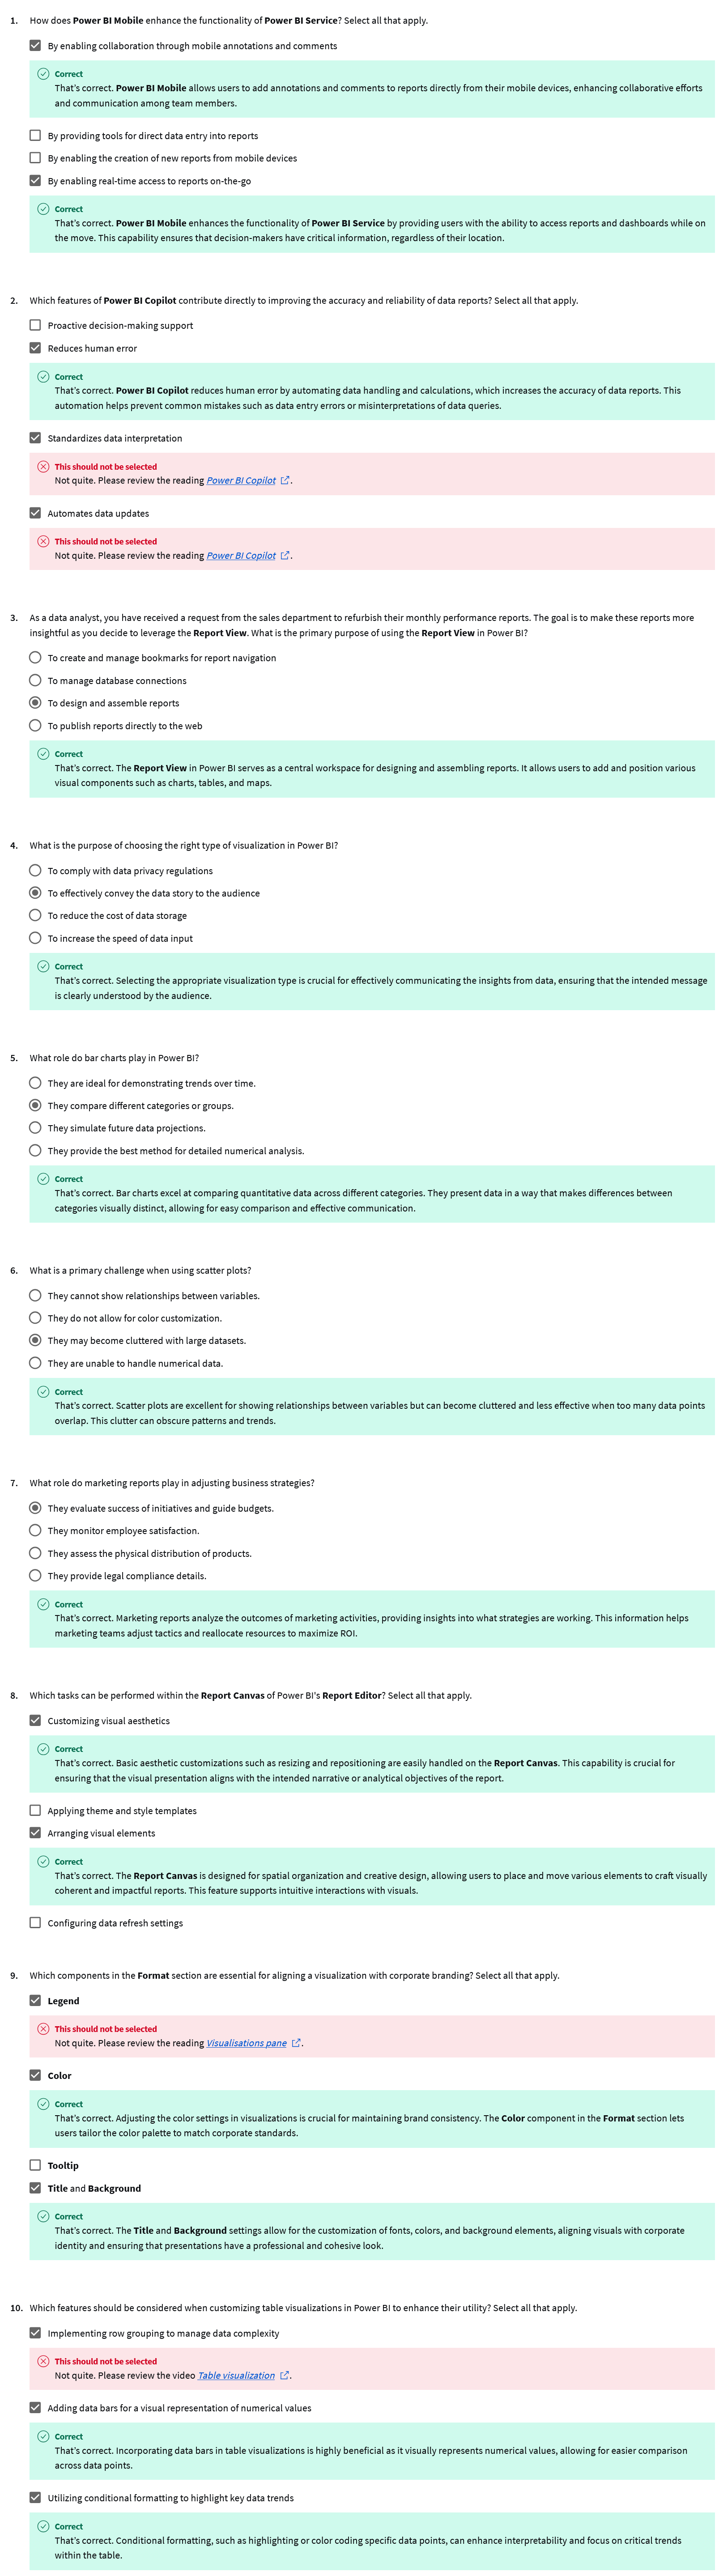 1. How does Power BI Mobile enhance the functionality of Power BI Service? Select all that apply.
By enabling collaboration through mobile annotations and comments
Correct
That's correct. Power BI Mobile allows users to add annotations and comments to reports directly from their mobile devices, enhancing collaborative efforts
and communication among team members.
By providing tools for direct data entry into reports
By enabling the creation of new reports from mobile devices
By enabling real-time access to reports on-the-go
Correct
That's correct. Power BI Mobile enhances the functionality of Power BI Service by providing users with the ability to access reports and dashboards while on
the move. This capability ensures that decision-makers have critical information, regardless of their location.
2. Which features of Power BI Copilot contribute directly to improving the accuracy and reliability of data reports? Select all that apply.
Proactive decision-making support
Reduces human error
Correct
That's correct. Power BI Copilot reduces human error by automating data handling and calculations, which increases the accuracy of data reports. This
automation helps prevent common mistakes such as data entry errors or misinterpretations of data queries.
Standardizes data interpretation
This should not be selected
Not quite. Please review the reading Power BI Copilot.
Automates data updates
This should not be selected
Not quite. Please review the reading Power BI Copilot.
3. As a data analyst, you have received a request from the sales department to refurbish their monthly performance reports. The goal is to make these reports more
insightful as you decide to leverage the Report View. What is the primary purpose of using the Report View in Power BI?
To create and manage bookmarks for report navigation
To manage database connections
To design and assemble reports
To publish reports directly to the web
Correct
That's correct. The Report View in Power BI serves as a central workspace for designing and assembling reports. It allows users to add and position various
visual components such as charts, tables, and maps.
4. What is the purpose of choosing the right type of visualization in Power BI?
To comply with data privacy regulations
To effectively convey the data story to the audience
To reduce the cost of data storage
To increase the speed of data input
Correct
That's correct. Selecting the appropriate visualization type is crucial for effectively communicating the insights from data, ensuring that the intended message
is clearly understood by the audience.
5. What role do bar charts play in Power BI?
They are ideal for demonstrating trends over time.
They compare different categories or groups.
They simulate future data projections.
They provide the best method for detailed numerical analysis.
Correct
That's correct. Bar charts excel at comparing quantitative data across different categories. They present data in a way that makes differences between
categories visually distinct, allowing for easy comparison and effective communication.
6. What is a primary challenge when using scatter plots?
They cannot show relationships between variables.
They do not allow for color customization.
They may become cluttered with large datasets.
They are unable to handle numerical data.
Correct
That's correct. Scatter plots are excellent for showing relationships between variables but can become cluttered and less effective when too many data points
overlap. This clutter can obscure patterns and trends.
7. What role do marketing reports play in adjusting business strategies?
They evaluate success of initiatives and guide budgets.
They monitor employee satisfaction.
They assess the physical distribution of products.
They provide legal compliance details.
Correct
That's correct. Marketing reports analyze the outcomes of marketing activities, providing insights into what strategies are working. This information helps
marketing teams adjust tactics and reallocate resources to maximize ROI.
8. Which tasks can be performed within the Report Canvas of Power BI's Report Editor? Select all that apply.
Customizing visual aesthetics
Correct
That's correct. Basic aesthetic customizations such as resizing and repositioning are easily handled on the Report Canvas. This capability is crucial for
ensuring that the visual presentation aligns with the intended narrative or analytical objectives of the report.
Applying theme and style templates
Arranging visual elements
Correct
That's correct. The Report Canvas is designed for spatial organization and creative design, allowing users to place and move various elements to craft visually
coherent and impactful reports. This feature supports intuitive interactions with visuals.
Configuring data refresh settings
9. Which components in the Format section are essential for aligning a visualization with corporate branding? Select all that apply.
Legend
This should not be selected
Not quite. Please review the reading Visualisations pane.
Color
Correct
That's correct. Adjusting the color settings in visualizations is crucial for maintaining brand consistency. The Color component in the Format section lets
users tailor the color palette to match corporate standards.
Tooltip
Title and Background
Correct
That's correct. The Title and Background settings allow for the customization of fonts, colors, and background elements, aligning visuals with corporate
identity and ensuring that presentations have a professional and cohesive look.
10. Which features should be considered when customizing table visualizations in Power BI to enhance their utility? Select all that apply.
Implementing row grouping to manage data complexity
This should not be selected
Not quite. Please review the video Table visualization.
Adding data bars for a visual representation of numerical values
Correct
That's correct. Incorporating data bars in table visualizations is highly beneficial as it visually represents numerical values, allowing for easier comparison
across data points.
Utilizing conditional formatting to highlight key data trends
Correct
That's correct. Conditional formatting, such as highlighting or color coding specific data points, can enhance interpretability and focus on critical trends
within the table.